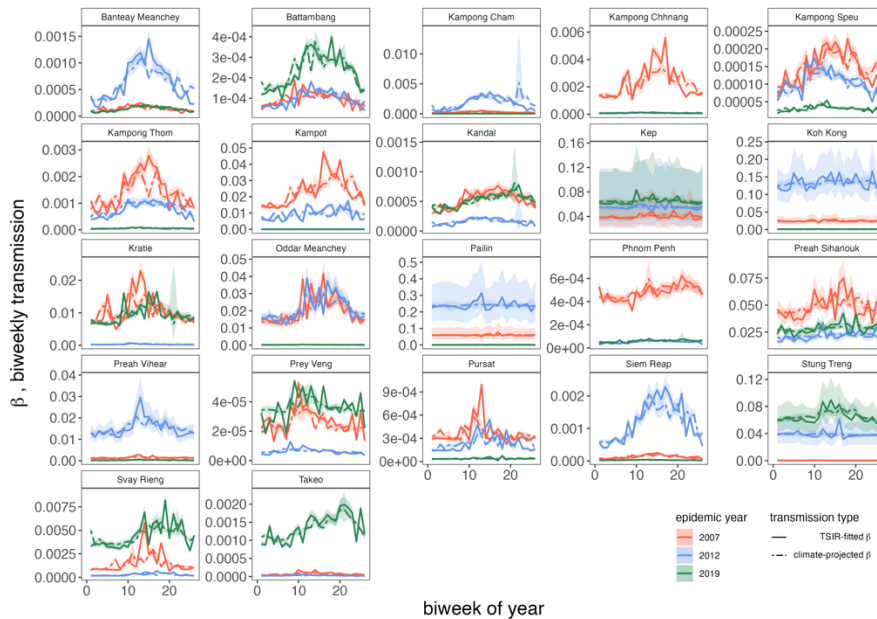 Banteay Meanchey Battambang Kampong Cham Kampong Chhnang Kampong Speu
0.0015 4e-04 0.010 0.006 0.00025
0.0010 3e-04 0.005 0.004 0.00020
0.0005 2e-04 0.000 0.002 0.00015
0.0000 1e-04 0.000 0.00010
0.00005
Kampong Thom Kampot Kandal Kep Koh Kong
0.003 0.05 0.0015 0.16 0.25
0.002 0.04 0.0010 0.12 0.20
0.001 0.03 0.0005 0.08 0.15
0.000 0.02 0.0000 0.04 0.10
0.01 0.05
0.00 0.00
Kratie Oddar Meanchey Pailin Phnom Penh Preah Sihanouk
0.02 0.04 0.5 6e-04 0.075
0.01 0.03 0.4 4e-04 0.050
0.00 0.02 0.3 2e-04 0.025
0.01 0.2 0e+00
0.00 0.1
0.0
Preah Vihear Prey Veng Pursat Siem Reap Stung Treng
0.04 4e-05 9e-04 0.002 0.12
0.03 2e-05 6e-04 0.001 0.08
0.02 0e+00 3e-04 0.000 0.04
0.01 0e+00 0.00
0.00
0 10 20 0 10 20 0 10 20
Svay Rieng Takeo
0.0075 0.0020
0.0050 0.0015
0.0025 0.0010
0.0000 0.0005
0.0000
0 10 20 0 10 20
β , biweekly transmission
biweek of year
epidemic year
2007
2012
2019
transmission type
TSIR-fitted β
climate-projected β